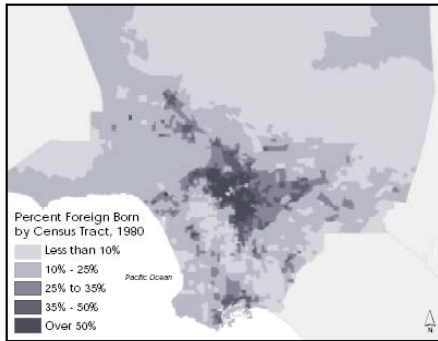 Percent Foreign Born
by Census Tract, 1980
Less than 10%
10% - 25%
25% to 35%
35% - 50%
Over 50%
Pacific Ocean
N